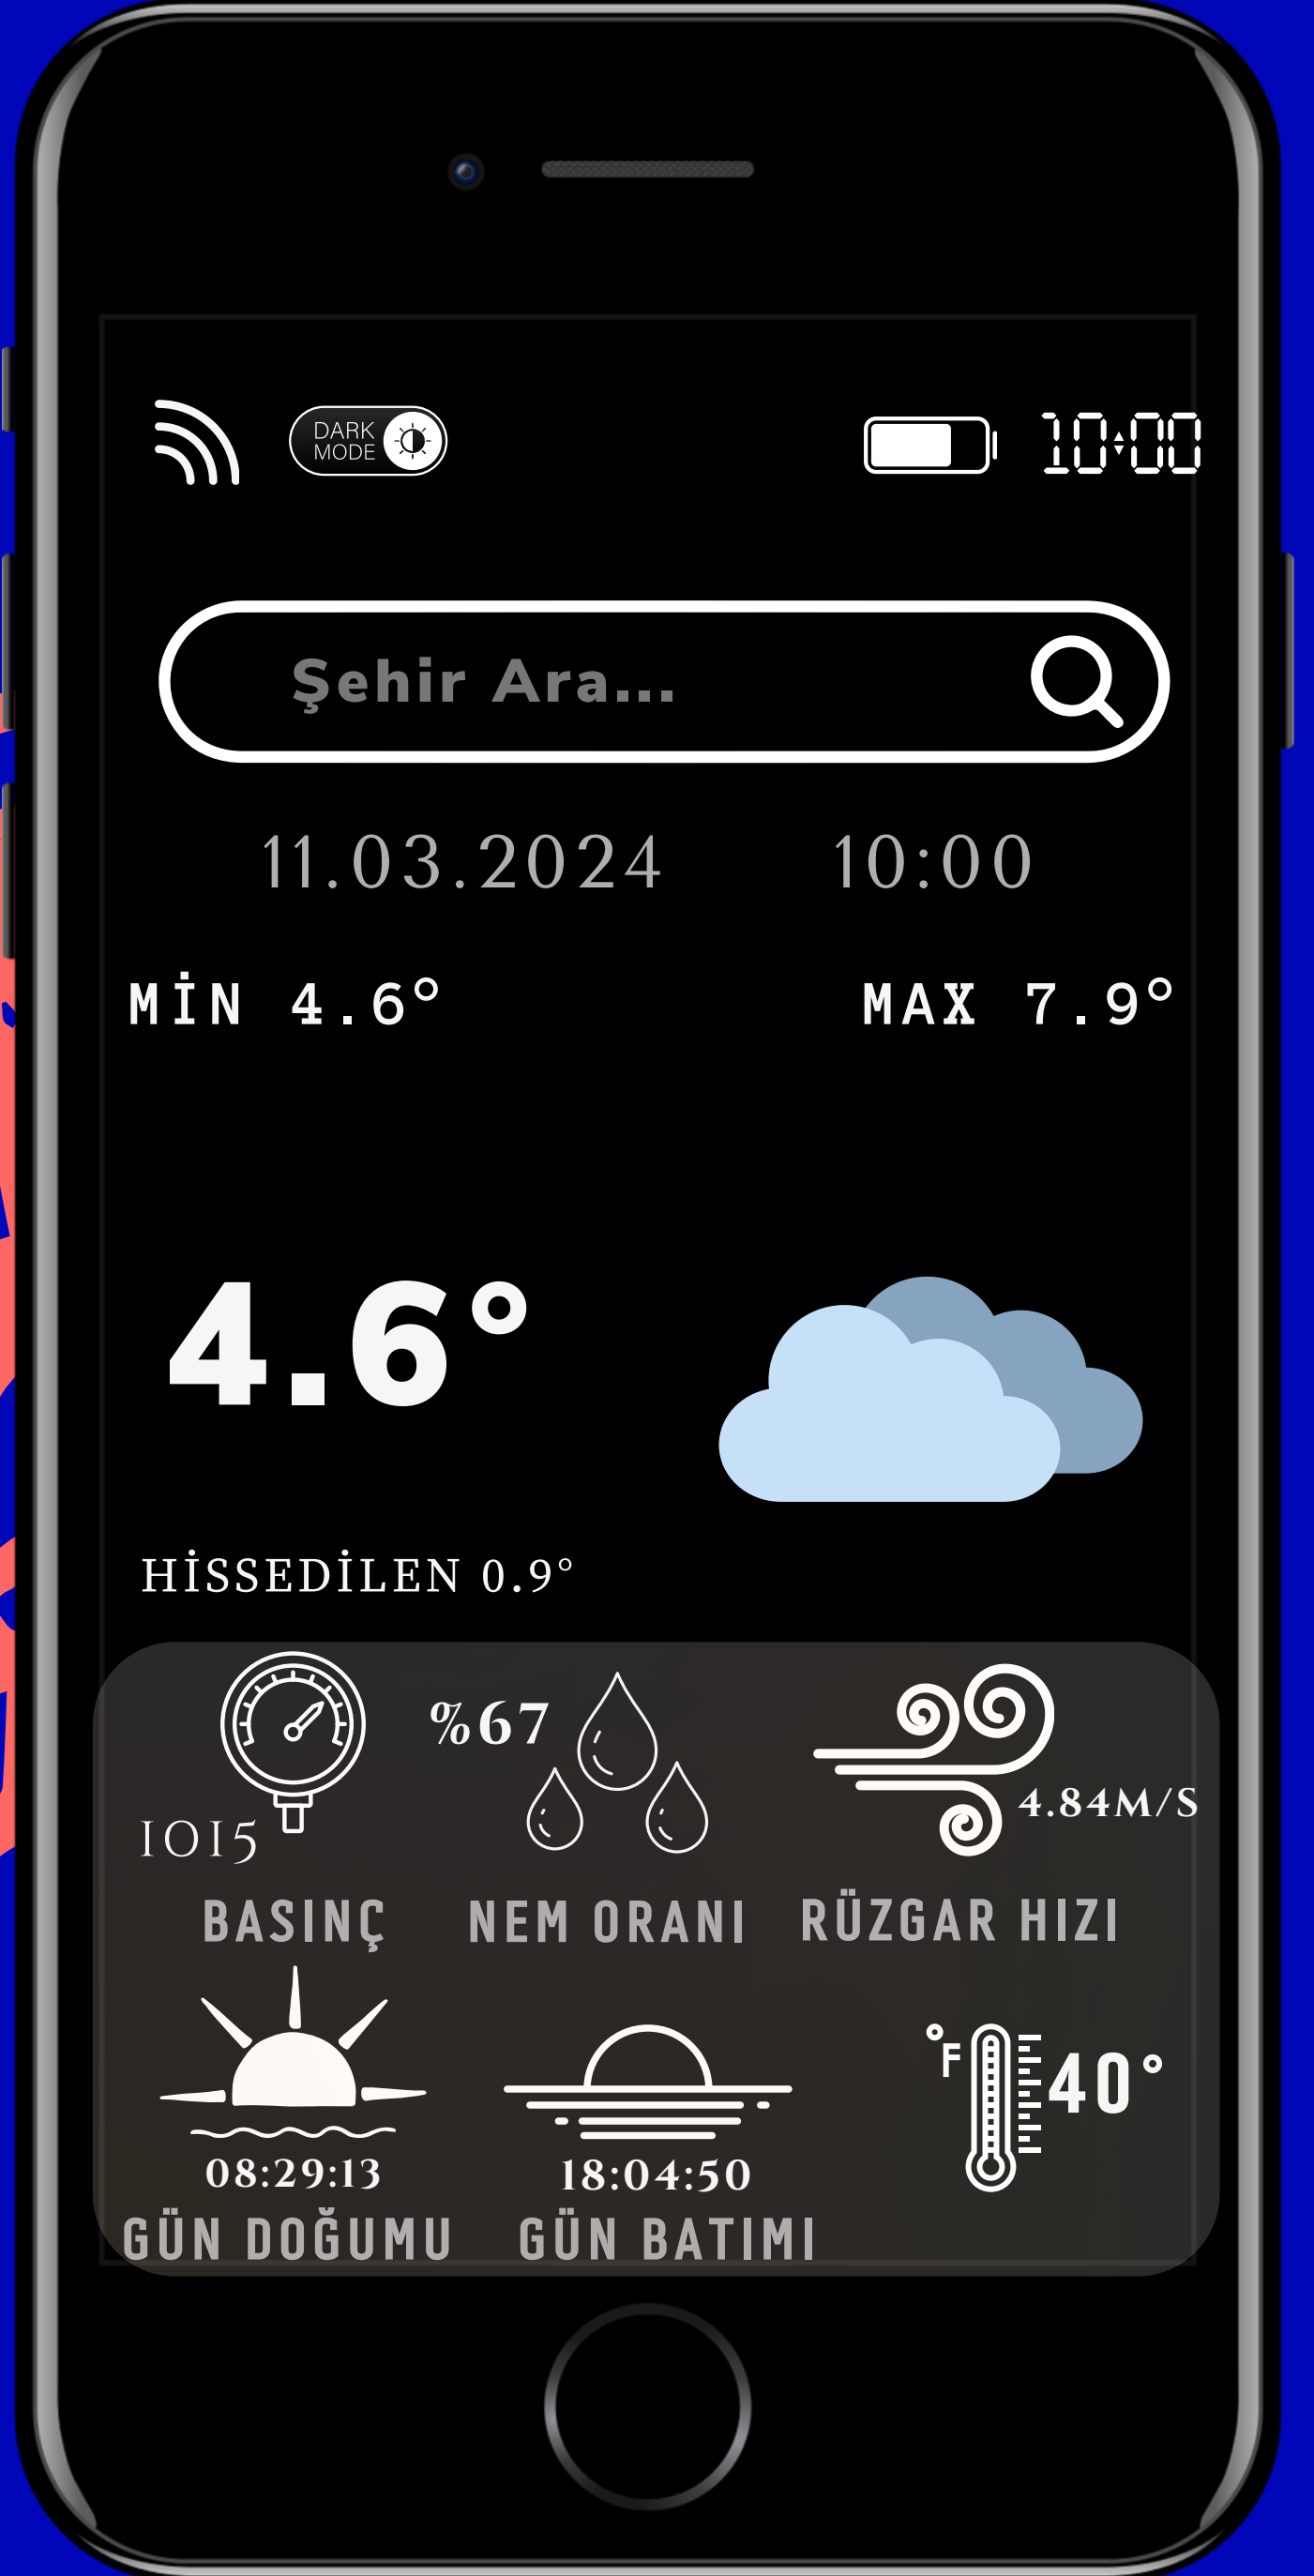 DARK
MODE
10:00
Şehir Ara...
11.03.2024 10:00
MİN 4.6° MAX 7.9°
4.6°
HİSSEDİLEN 0.9°
%67
4.84M/S
1015
BASINÇ NEM ORANI RÜZGAR HIZI
°F 40°
08:29:13 18:04:50
GÜN DOĞUMU GÜN BATIMI